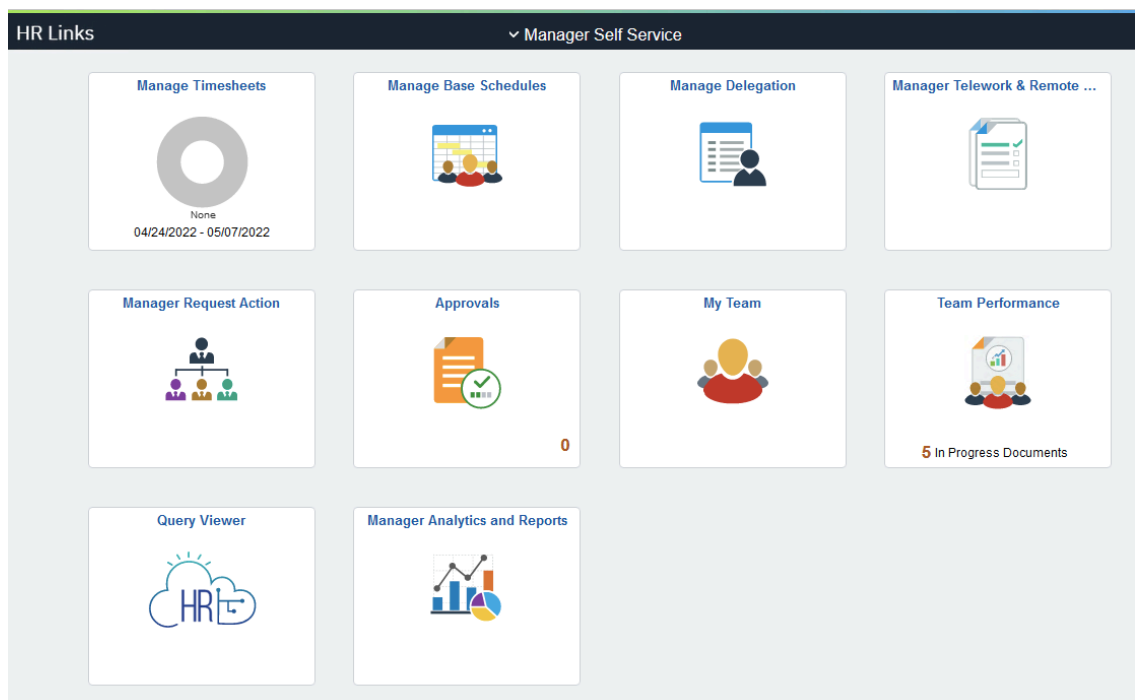 HR Links
Manager Self Service
Manage Timesheets
Manage Base Schedules
Manage Delegation
Manager Telework & Remote ...
None
04/24/2022 - 05/07/2022
Manager Request Action
Approvals
My Team
Team Performance
0
5 In Progress Documents
Query Viewer
Manager Analytics and Reports
HR